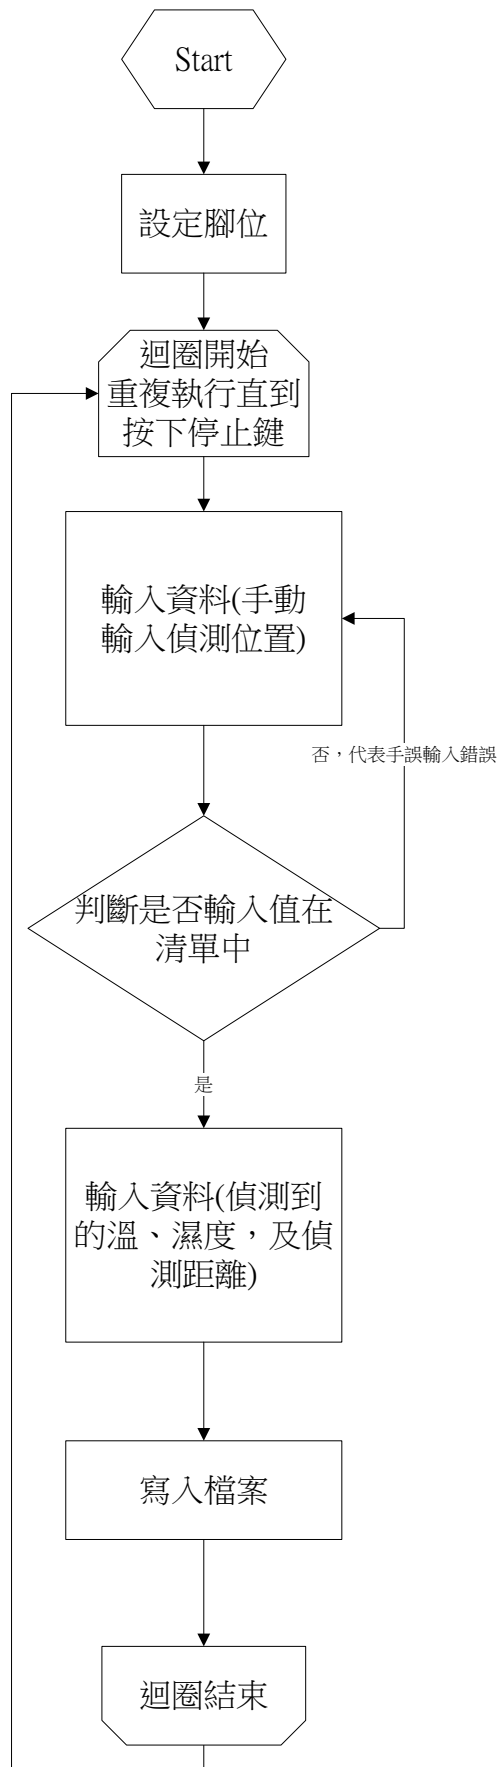 Start
設定腳位
迴圈開始
重複執行直到
按下停止鍵
輸入資料(手動
輸入偵測位置)
否，代表手誤輸入錯誤
判斷是否輸入值在
清單中
是
輸入資料(偵測到
的溫、濕度，及偵
測距離)
寫入檔案
迴圈結束